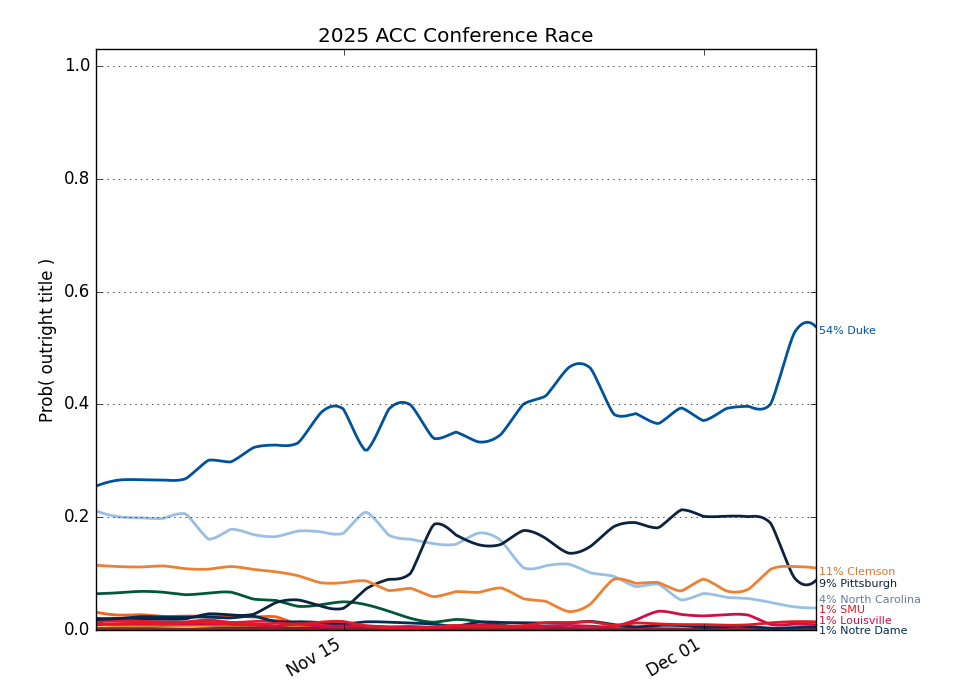 2025 ACC Conference Race
Prob( outright title )
1.0
0.8
0.6
0.4
0.2
0.0
Nov 15
Dec 01
54% Duke
11% Clemson
9% Pittsburgh
4% North Carolina
1% SMU
1% Louisville
1% Notre Dame